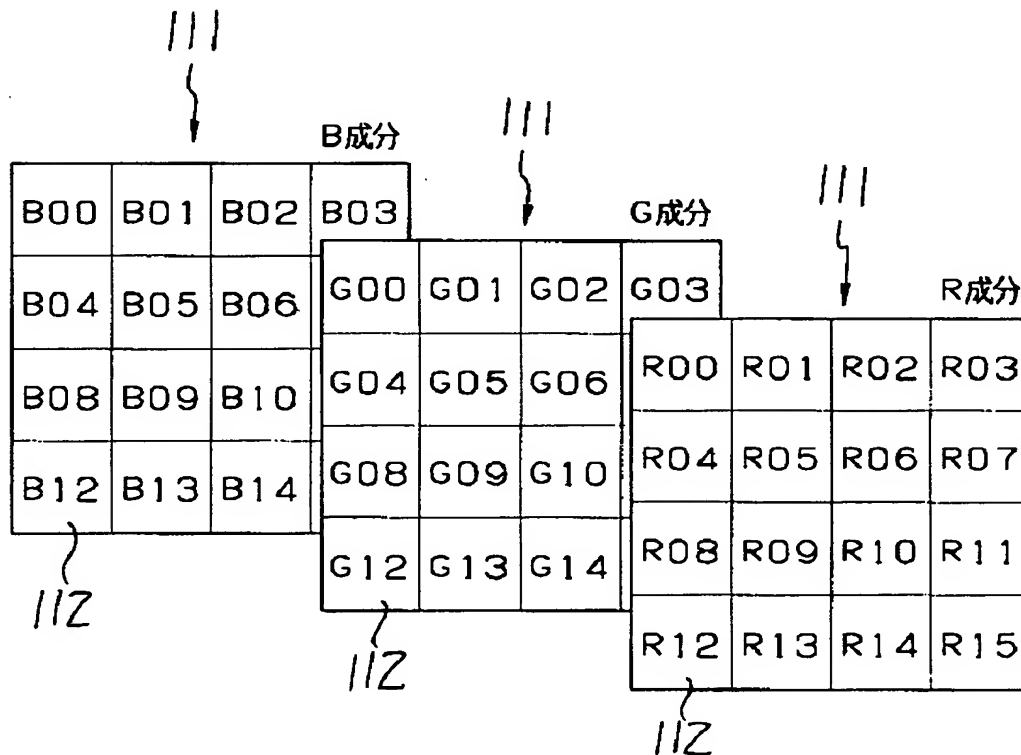 111
B成分
B00 B01 B02 B03
B04 B05 B06
B08 B09 B10
B12 B13 B14
112
111
G成分
G00 G01 G02 G03
G04 G05 G06
G08 G09 G10
G12 G13 G14
112
111
R成分
R00 R01 R02 R03
R04 R05 R06 R07
R08 R09 R10 R11
R12 R13 R14 R15
112